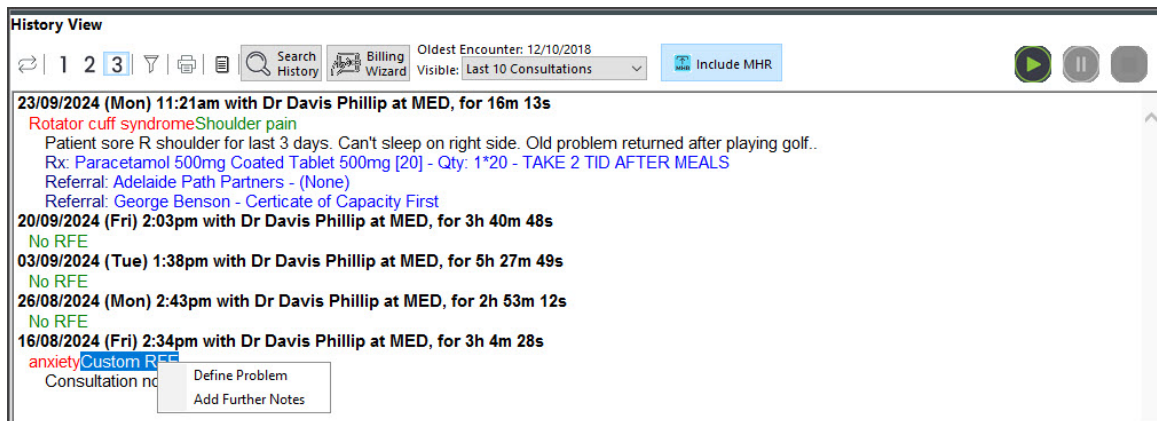 History View
1 2 3 Search History Billing Wizard Oldest Encounter: 12/10/2018 Visible: Last 10 Consultations MHR Include MHR
23/09/2024 (Mon) 11:21am with Dr Davis Phillip at MED, for 16m 13s
Rotator cuff syndromeShoulder pain
Patient sore R shoulder for last 3 days. Can't sleep on right side. Old problem returned after playing golf..
Rx: Paracetamol 500mg Coated Tablet 500mg [20] - Qty: 1*20 - TAKE 2 TID AFTER MEALS
Referral: Adelaide Path Partners - (None)
Referral: George Benson - Certicate of Capacity First
20/09/2024 (Fri) 2:03pm with Dr Davis Phillip at MED, for 3h 40m 48s
No RFE
03/09/2024 (Tue) 1:38pm with Dr Davis Phillip at MED, for 5h 27m 49s
No RFE
26/08/2024 (Mon) 2:43pm with Dr Davis Phillip at MED, for 2h 53m 12s
No RFE
16/08/2024 (Fri) 2:34pm with Dr Davis Phillip at MED, for 3h 4m 28s
anxietyCustom RFE
Consultation
Define Problem
Add Further Notes